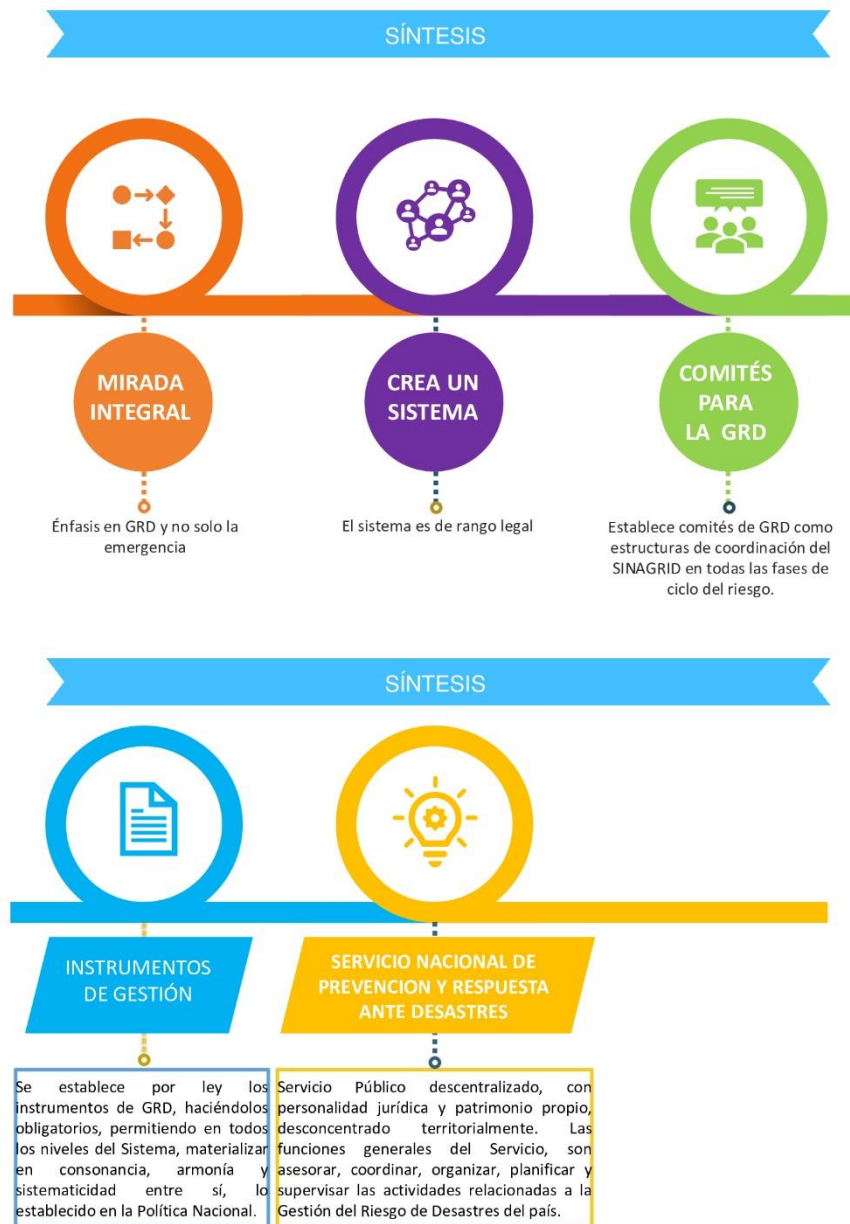 SÍNTESIS
MIRADA
INTEGRAL
Énfasis en GRD y no solo la
emergencia
CREA UN
SISTEMA
El sistema es de rango legal
COMITÉS
PARA
LA GRD
Establece comités de GRD como
estructuras de coordinación del
SINAGRID en todas las fases de
ciclo del riesgo.
SÍNTESIS
INSTRUMENTOS
DE GESTIÓN
Se establece por ley los
instrumentos de GRD, haciéndolos
obligatorios, permitiendo en todos
los niveles del Sistema, materializar
en consonancia, armonía y
sistematicidad entre sí, lo
establecido en la Política Nacional.
SERVICIO NACIONAL DE
PREVENCION Y RESPUESTA
ANTE DESASTRES
Servicio Público descentralizado, con
personalidad jurídica y patrimonio propio,
desconcentrado territorialmente. Las
funciones generales del Servicio, son
asesorar, coordinar, organizar, planificar y
supervisar las actividades relacionadas a la
Gestión del Riesgo de Desastres del país.